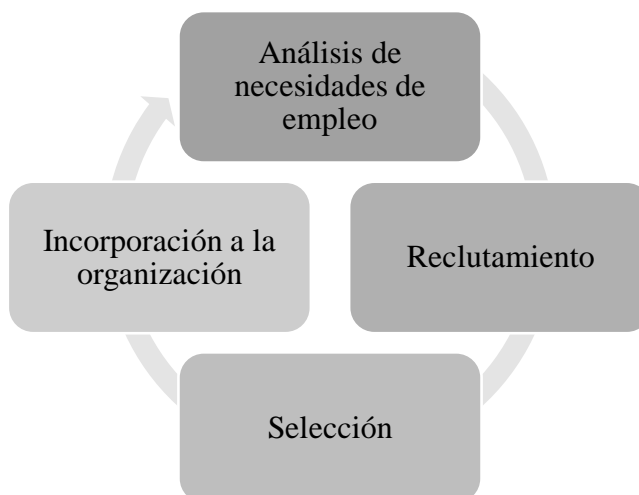 Análisis de
necesidades de
empleo
Reclutamiento
Selección
Incorporación a la
organización